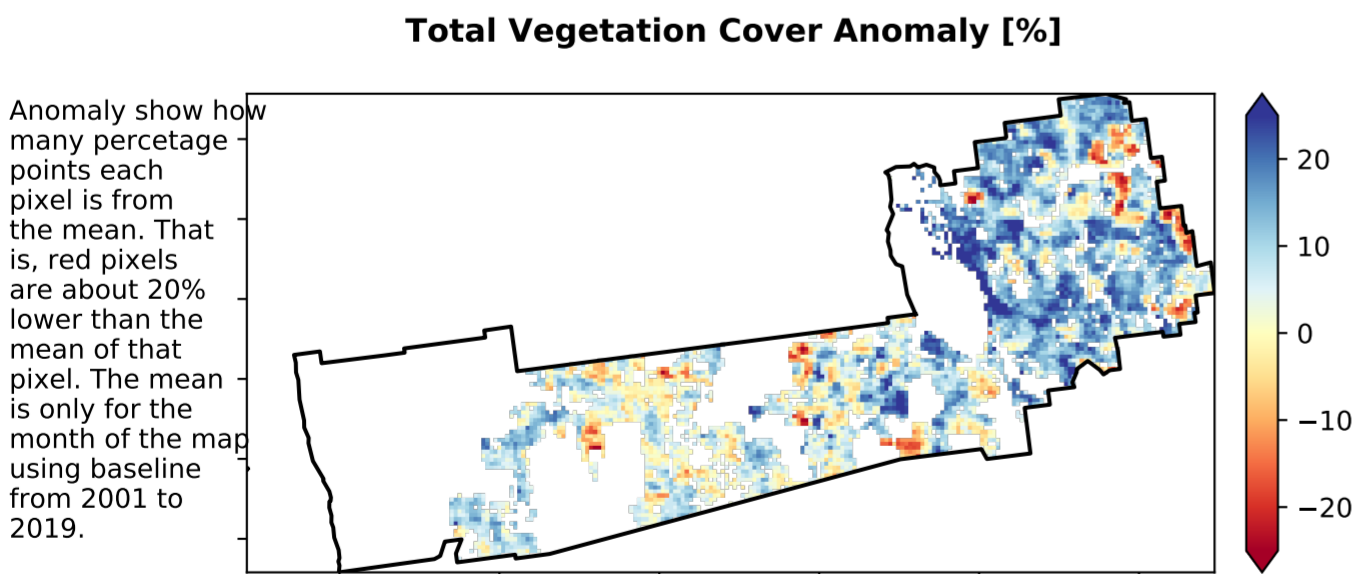 Total Vegetation Cover Anomaly [%]
Anomaly show how
many percetage
points each
pixel is from
the mean. That
is, red pixels
are about 20%
lower than the
mean of that
pixel. The mean
is only for the
month of the map
using baseline
from 2001 to
2019.
20
10
0
−10
−20